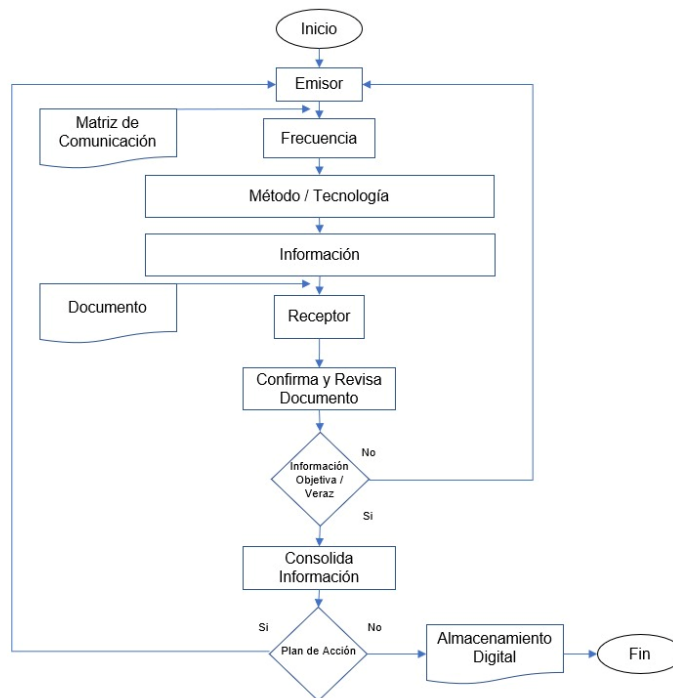 Inicio
Emisor
Matriz de
Comunicación
Frecuencia
Método / Tecnología
Información
Documento
Receptor
Confirma y Revisa
Documento
Información
Objetiva /
Veraz
No
Si
Consolida
Información
Si
Plan de Acción
No
Almacenamiento
Digital
Fin